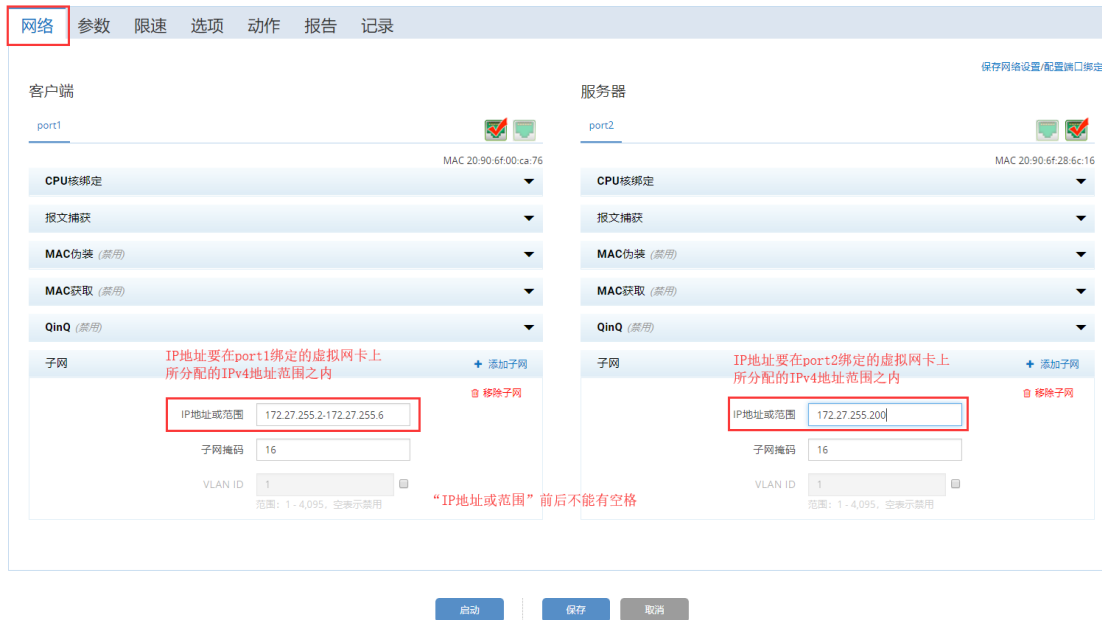 网络 参数 限速 选项 动作 报告 记录
保存网络设置/配置端口绑定
客户端
port1
MAC 20:90:6f:00:ca:76
CPU核绑定
报文捕获
MAC伪装 (禁用)
MAC获取 (禁用)
QinQ (禁用)
子网
IP地址要在port1绑定的虚拟网卡上
所分配的IPv4地址范围之内
+ 添加子网
移除子网
IP地址或范围 172.27.255.2-172.27.255.6
子网掩码 16
VLAN ID 1
范围：1 - 4,095，空表示禁用
服务器
port2
MAC 20:90:6f:28:6c:16
CPU核绑定
报文捕获
MAC伪装 (禁用)
MAC获取 (禁用)
QinQ (禁用)
子网
IP地址要在port2绑定的虚拟网卡上
所分配的IPv4地址范围之内
+ 添加子网
移除子网
IP地址或范围 172.27.255.200
子网掩码 16
VLAN ID 1
范围：1 - 4,095，空表示禁用
“IP地址或范围”前后不能有空格
启动 保存 取消